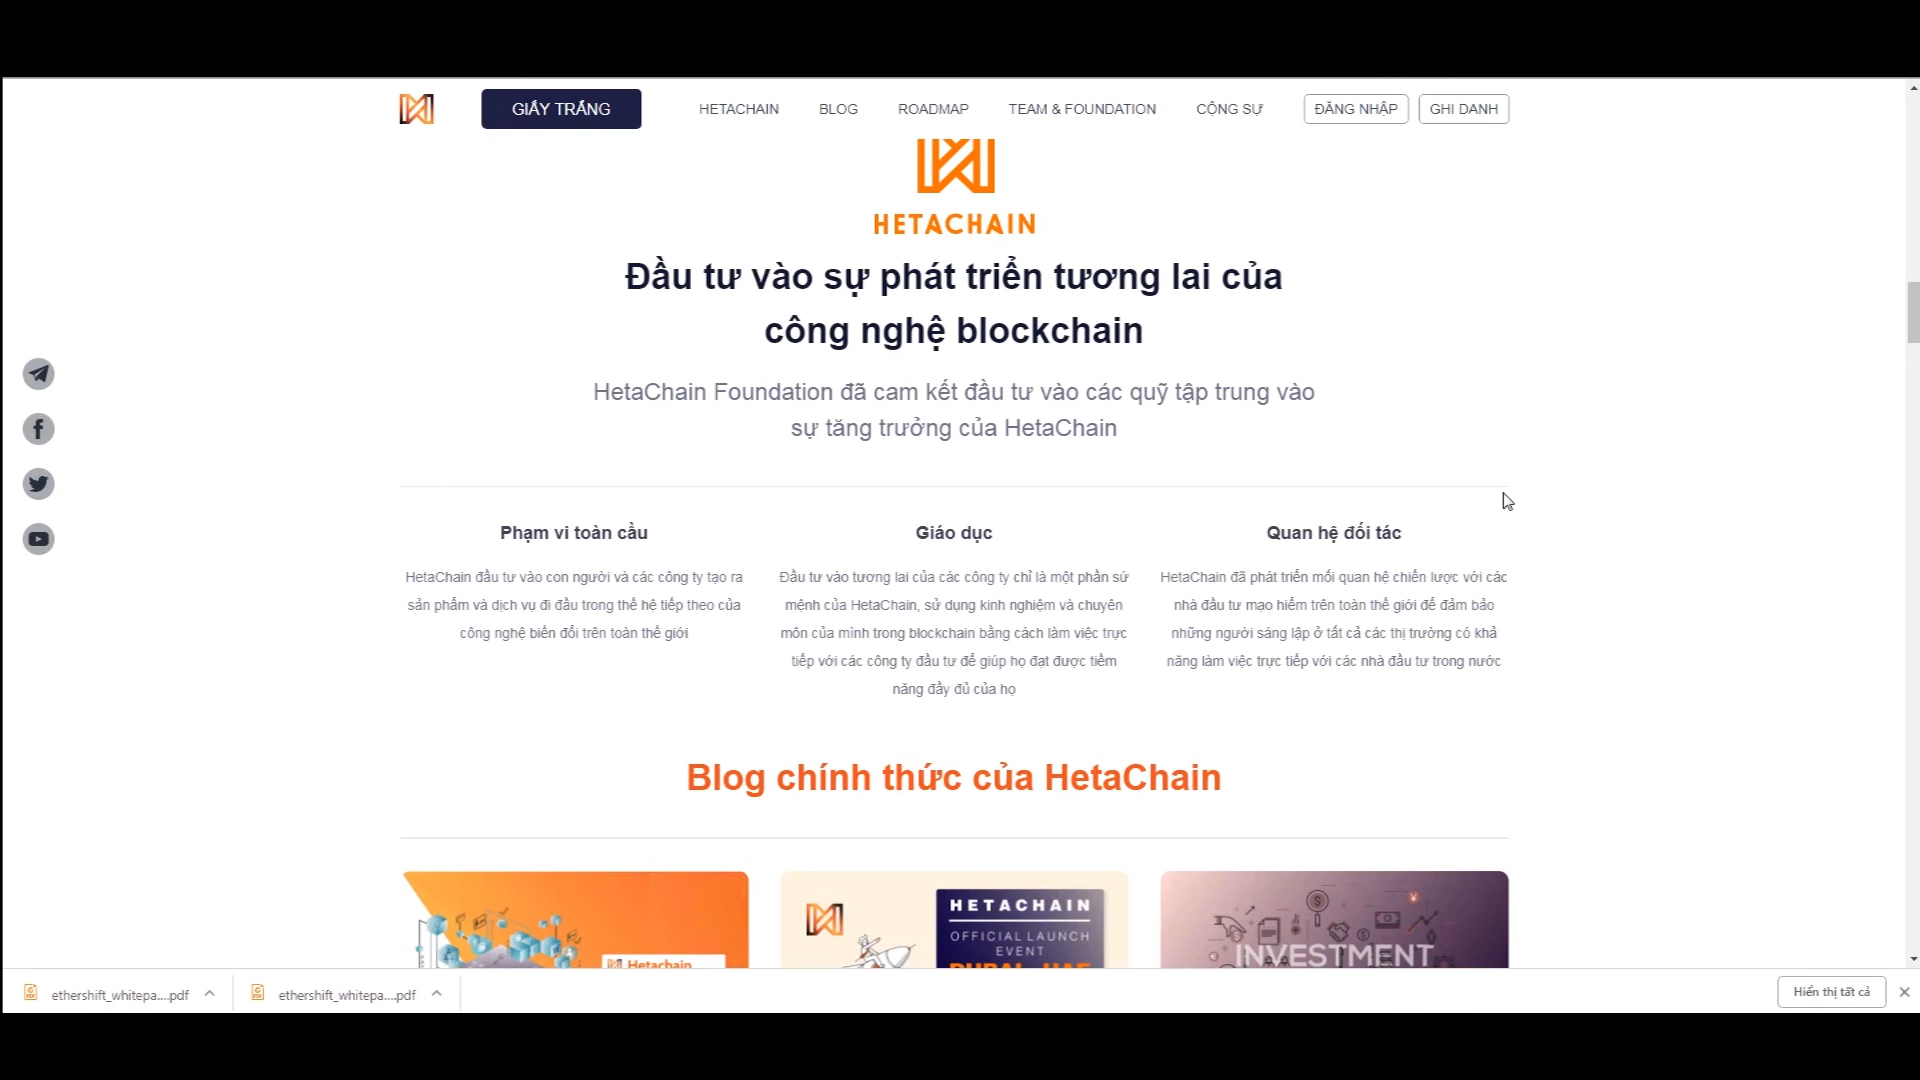 GIẤY TRẮNG
HETACHAIN
BLOG
ROADMAP
TEAM & FOUNDATION
CỘNG SỰ
ĐĂNG NHẬP
GHI DANH
HETACHAIN
Đầu tư vào sự phát triển tương lai của
công nghệ blockchain
HetaChain Foundation đã cam kết đầu tư vào các quỹ tập trung vào
sự tăng trưởng của HetaChain
Phạm vi toàn cầu
HetaChain đầu tư vào con người và các công ty tạo ra
sản phẩm và dịch vụ đi đầu trong thế hệ tiếp theo của
công nghệ biến đổi trên toàn thế giới
Giáo dục
Đầu tư vào tương lai của các công ty chỉ là một phần sứ
mệnh của HetaChain, sử dụng kinh nghiệm và chuyên
môn của mình trong blockchain bằng cách làm việc trực
tiếp với các công ty đầu tư để giúp họ đạt được tiềm
năng đầy đủ của họ
Quan hệ đối tác
HetaChain đã phát triển mối quan hệ chiến lược với các
nhà đầu tư mạo hiểm trên toàn thế giới để đảm bảo
những người sáng lập ở tất cả các thị trường có khả
năng làm việc trực tiếp với các nhà đầu tư trong nước
Blog chính thức của HetaChain
Hetachain
HETACHAIN
OFFICIAL LAUNCH
EVENT
DUBAI - UAE
INVESTMENT
ethershift_whitepa....pdf
ethershift_whitepa....pdf
Hiển thị tất cả